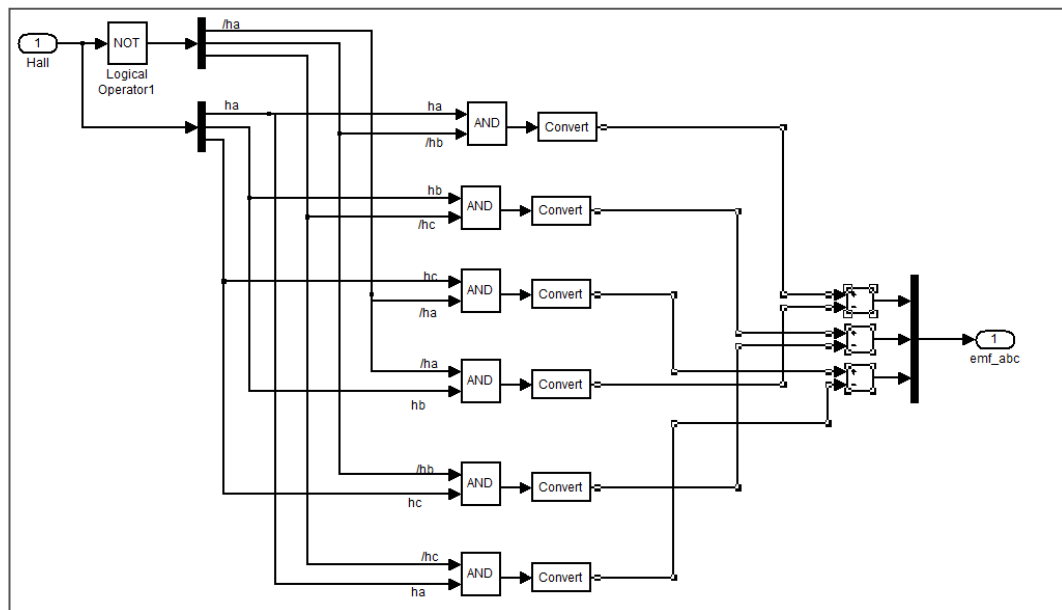 /ha
1
NOT
Hall
Logical
Operator1
ha
ha
AND
Convert
/hb
hb
AND
Convert
/hc
hc
AND
Convert
/ha
+
-
1
+
-
emf_abc
/ha
AND
Convert
hb
+
-
/hb
AND
Convert
hc
/hc
AND
Convert
ha